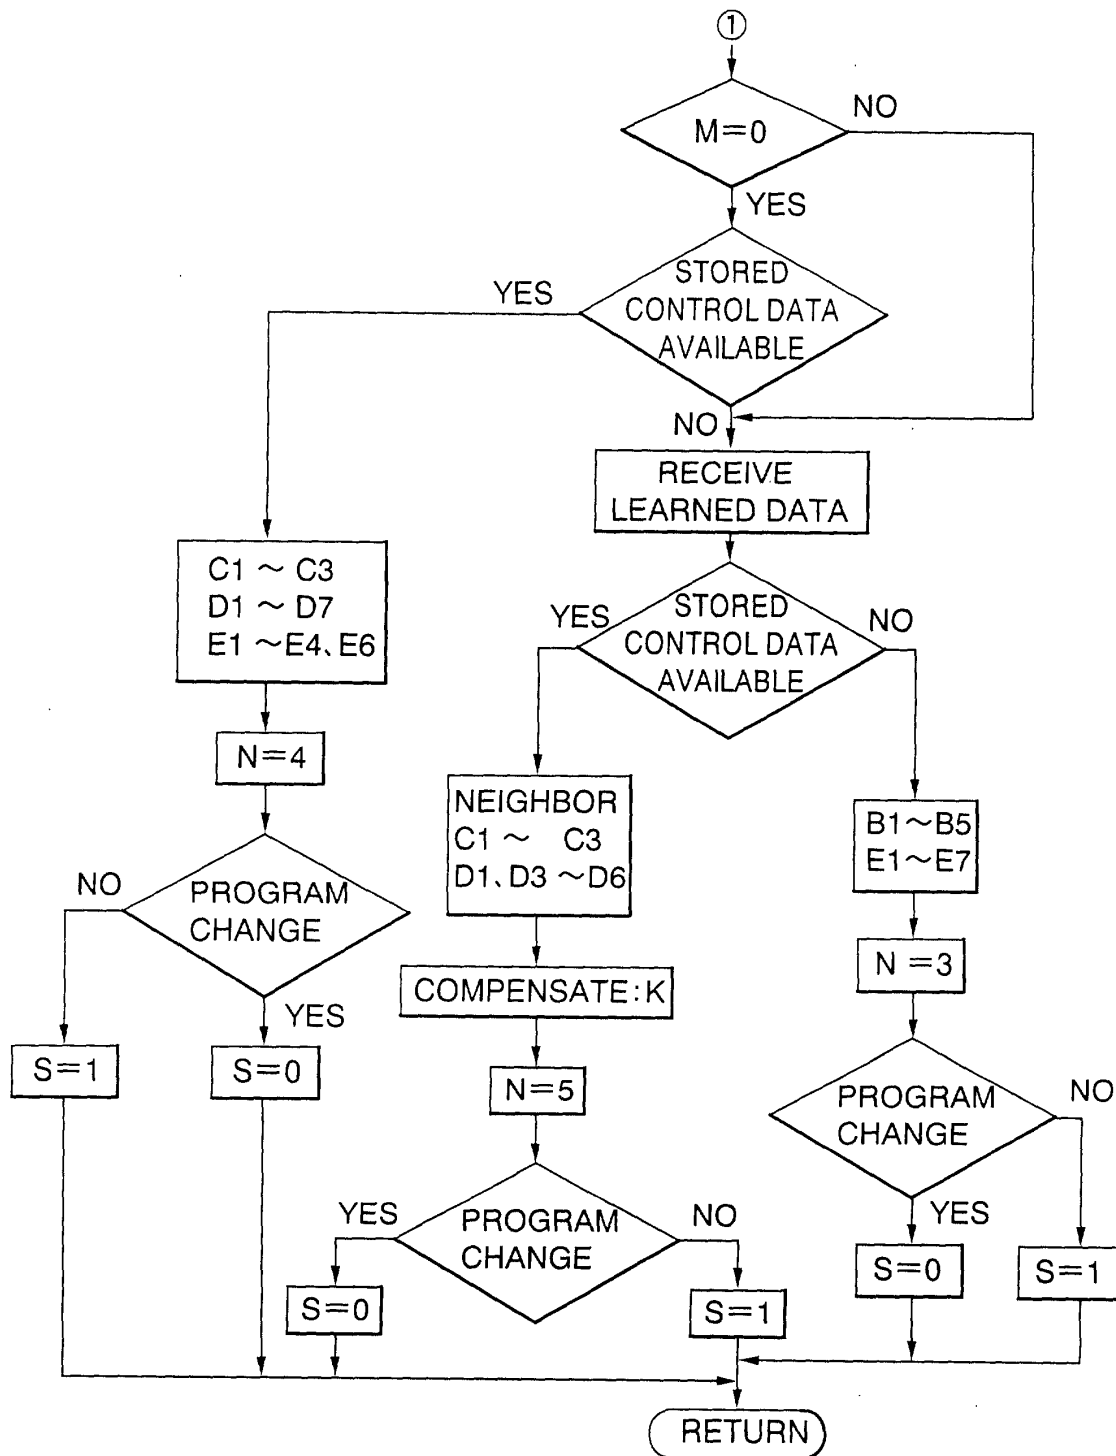 ①
M=0
NO
YES
STORED
CONTROL DATA
AVAILABLE
YES
NO
RECEIVE
LEARNED DATA
C1 ~ C3
D1 ~ D7
E1 ~E4、E6
STORED
CONTROL DATA
AVAILABLE
YES
NO
N=4
NEIGHBOR
C1 ~ C3
D1、D3 ~D6
B1~B5
E1~E7
PROGRAM
CHANGE
NO
YES
COMPENSATE:K
N =3
S=1
S=0
N=5
PROGRAM
CHANGE
NO
YES
PROGRAM
CHANGE
YES
NO
S=0
S=1
S=0
S=1
RETURN